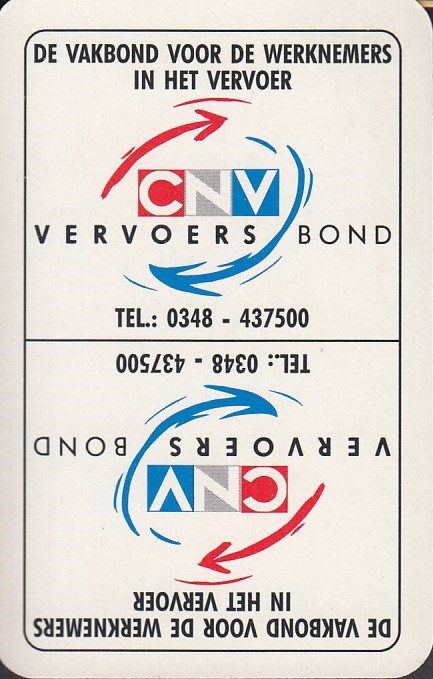 DE VAKBOND VOOR DE WERKNEMERS
IN HET VERVOER
CNV
VERVOERS BOND
TEL.: 0348 - 437500
TEL.: 0348 - 437500
VERVOERS BOND
CNV
IN HET VERVOER
DE VAKBOND VOOR DE WERKNEMERS